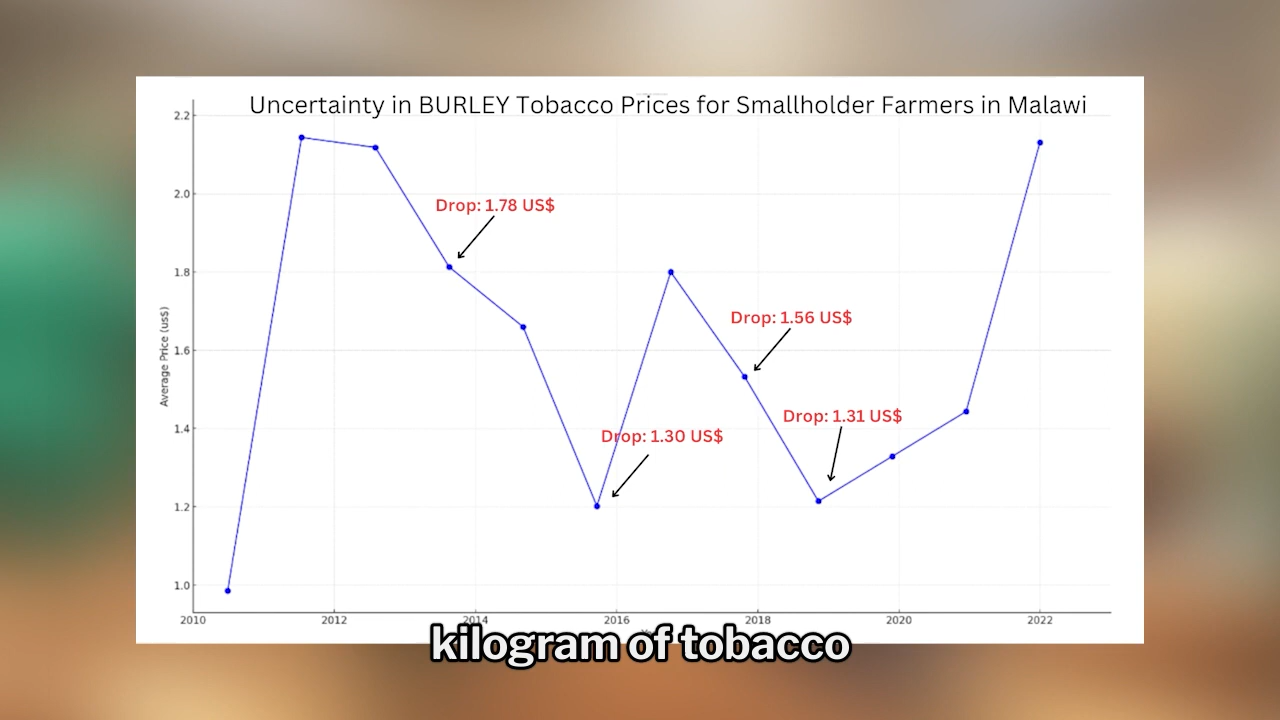 Uncertainty in BURLEY Tobacco Prices for Smallholder Farmers in Malawi
2.2
2.0
1.8
1.6
1.4
1.2
1.0
Average Price (us$)
Drop: 1.78 US$
Drop: 1.56 US$
Drop: 1.31 US$
Drop: 1.30 US$
2010
2012
2014
2016
2018
2020
2022
kilogram of tobacco